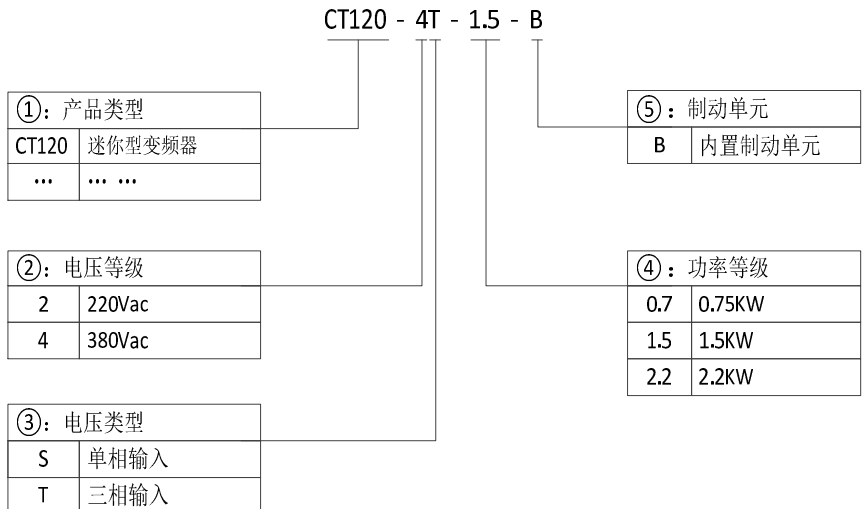 CT120 - 4T - 1.5 - B
①：产品类型
CT120 迷你型变频器
… … …
②：电压等级
2 220Vac
4 380Vac
③：电压类型
S 单相输入
T 三相输入
⑤：制动单元
B 内置制动单元
④：功率等级
0.7 0.75KW
1.5 1.5KW
2.2 2.2KW